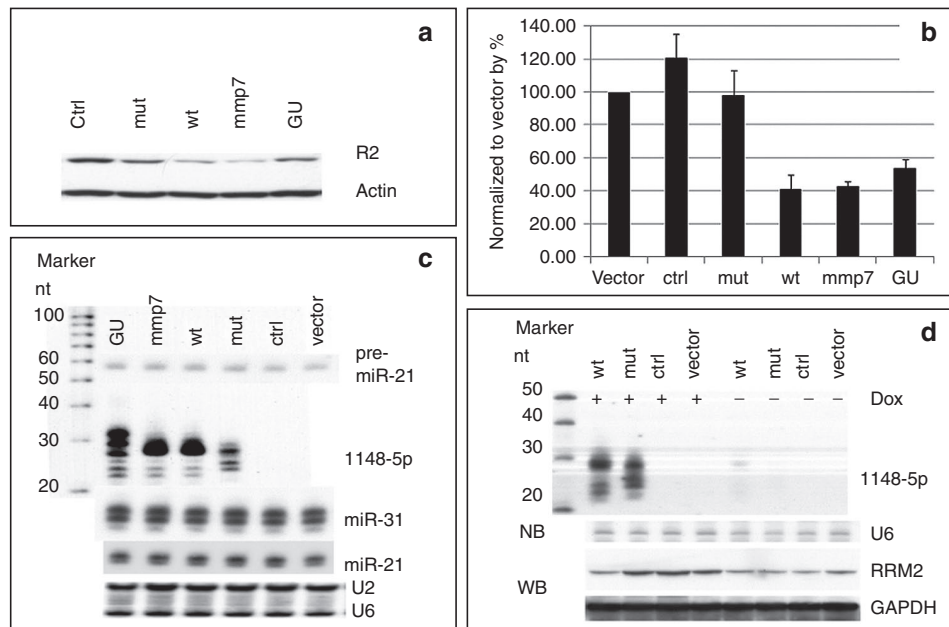 a
Ctrl mut wt mmp7 GU
R2
Actin
b
Normalized to vector by %
140.00
120.00
100.00
80.00
60.00
40.00
20.00
0.00
Vector ctrl mut wt mmp7 GU
c
Marker
nt
GU mmp7 wt mut ctrl vector
100
80
60
50
40
30
20
pre-
miR-21
1148-5p
miR-31
miR-21
U2
U6
d
Marker
nt
wt mut ctrl vector wt mut ctrl vector
+ + + + – – – – Dox
50
40
30
20
1148-5p
NB U6
WB RRM2
GAPDH